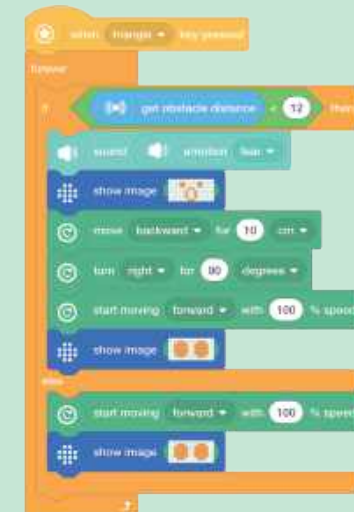 when triangle key pressed
forever
if get obstacle distance < 12 then
sound emotion fear
show image
move backward for 10 cm
turn right for 90 degrees
start moving forward with 100 % speed
show image
else
start moving forward with 100 % speed
show image